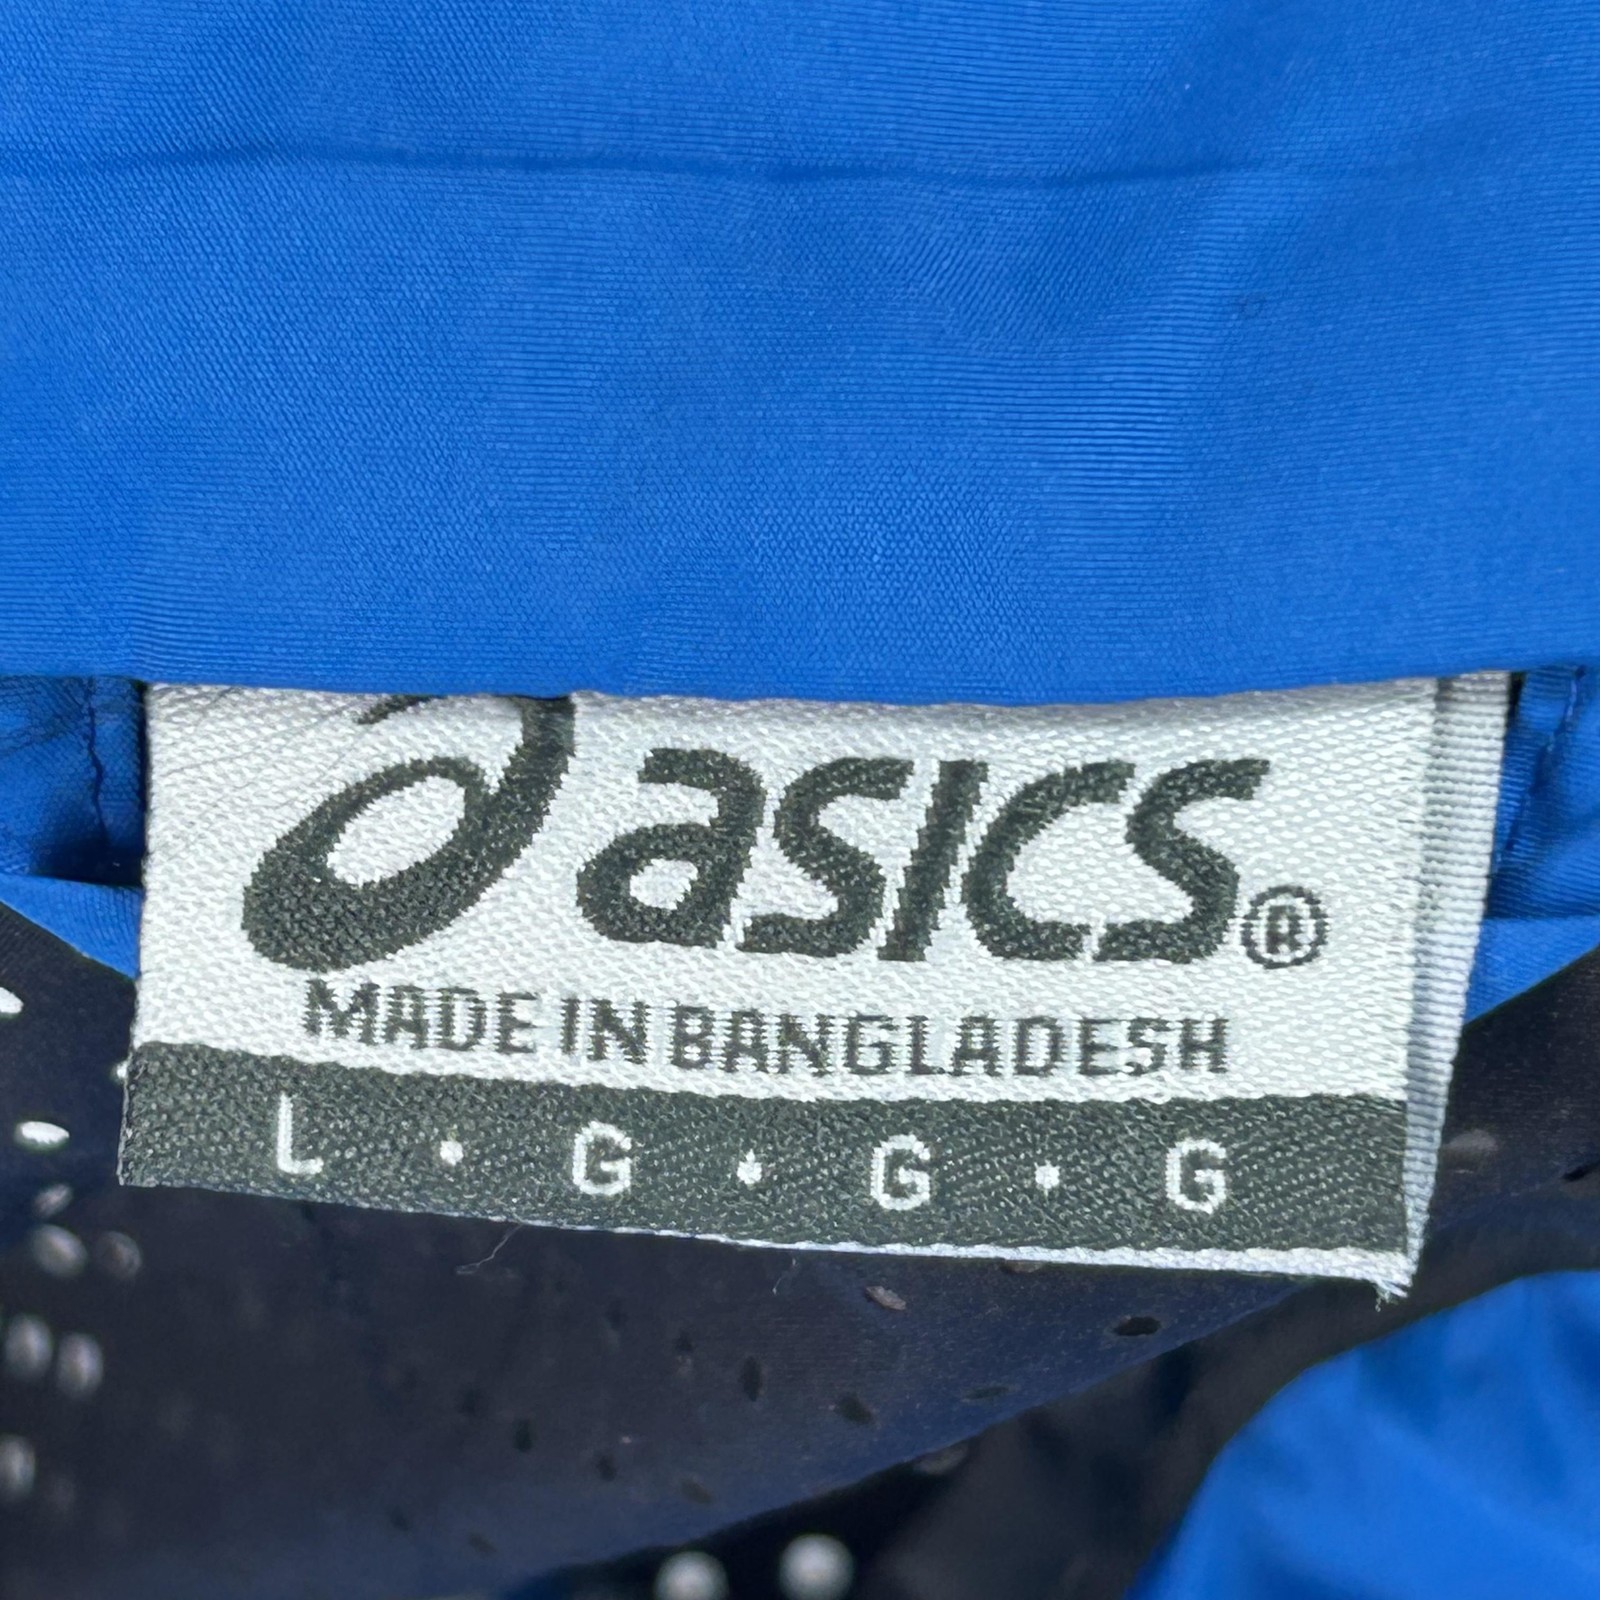 asics®
MADE IN BANGLADESH
L · G · G · G